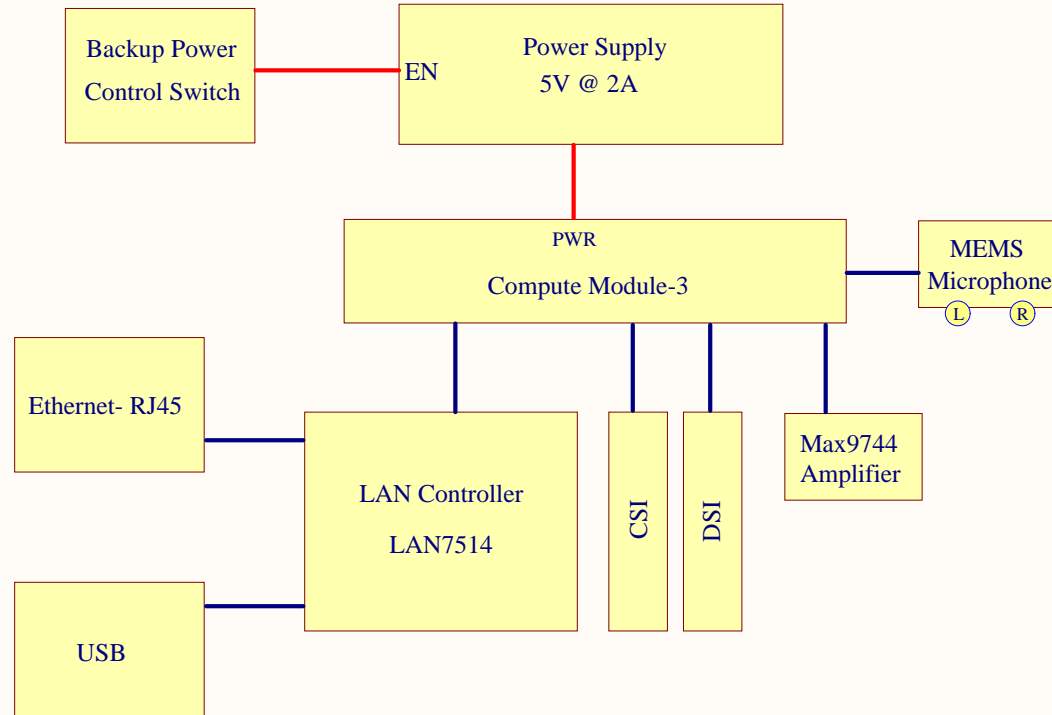 Backup Power
Control Switch
EN
Power Supply
5V @ 2A
PWR
Compute Module-3
MEMS
Microphone
L
R
Ethernet- RJ45
LAN Controller
LAN7514
CSI
DSI
Max9744
Amplifier
USB